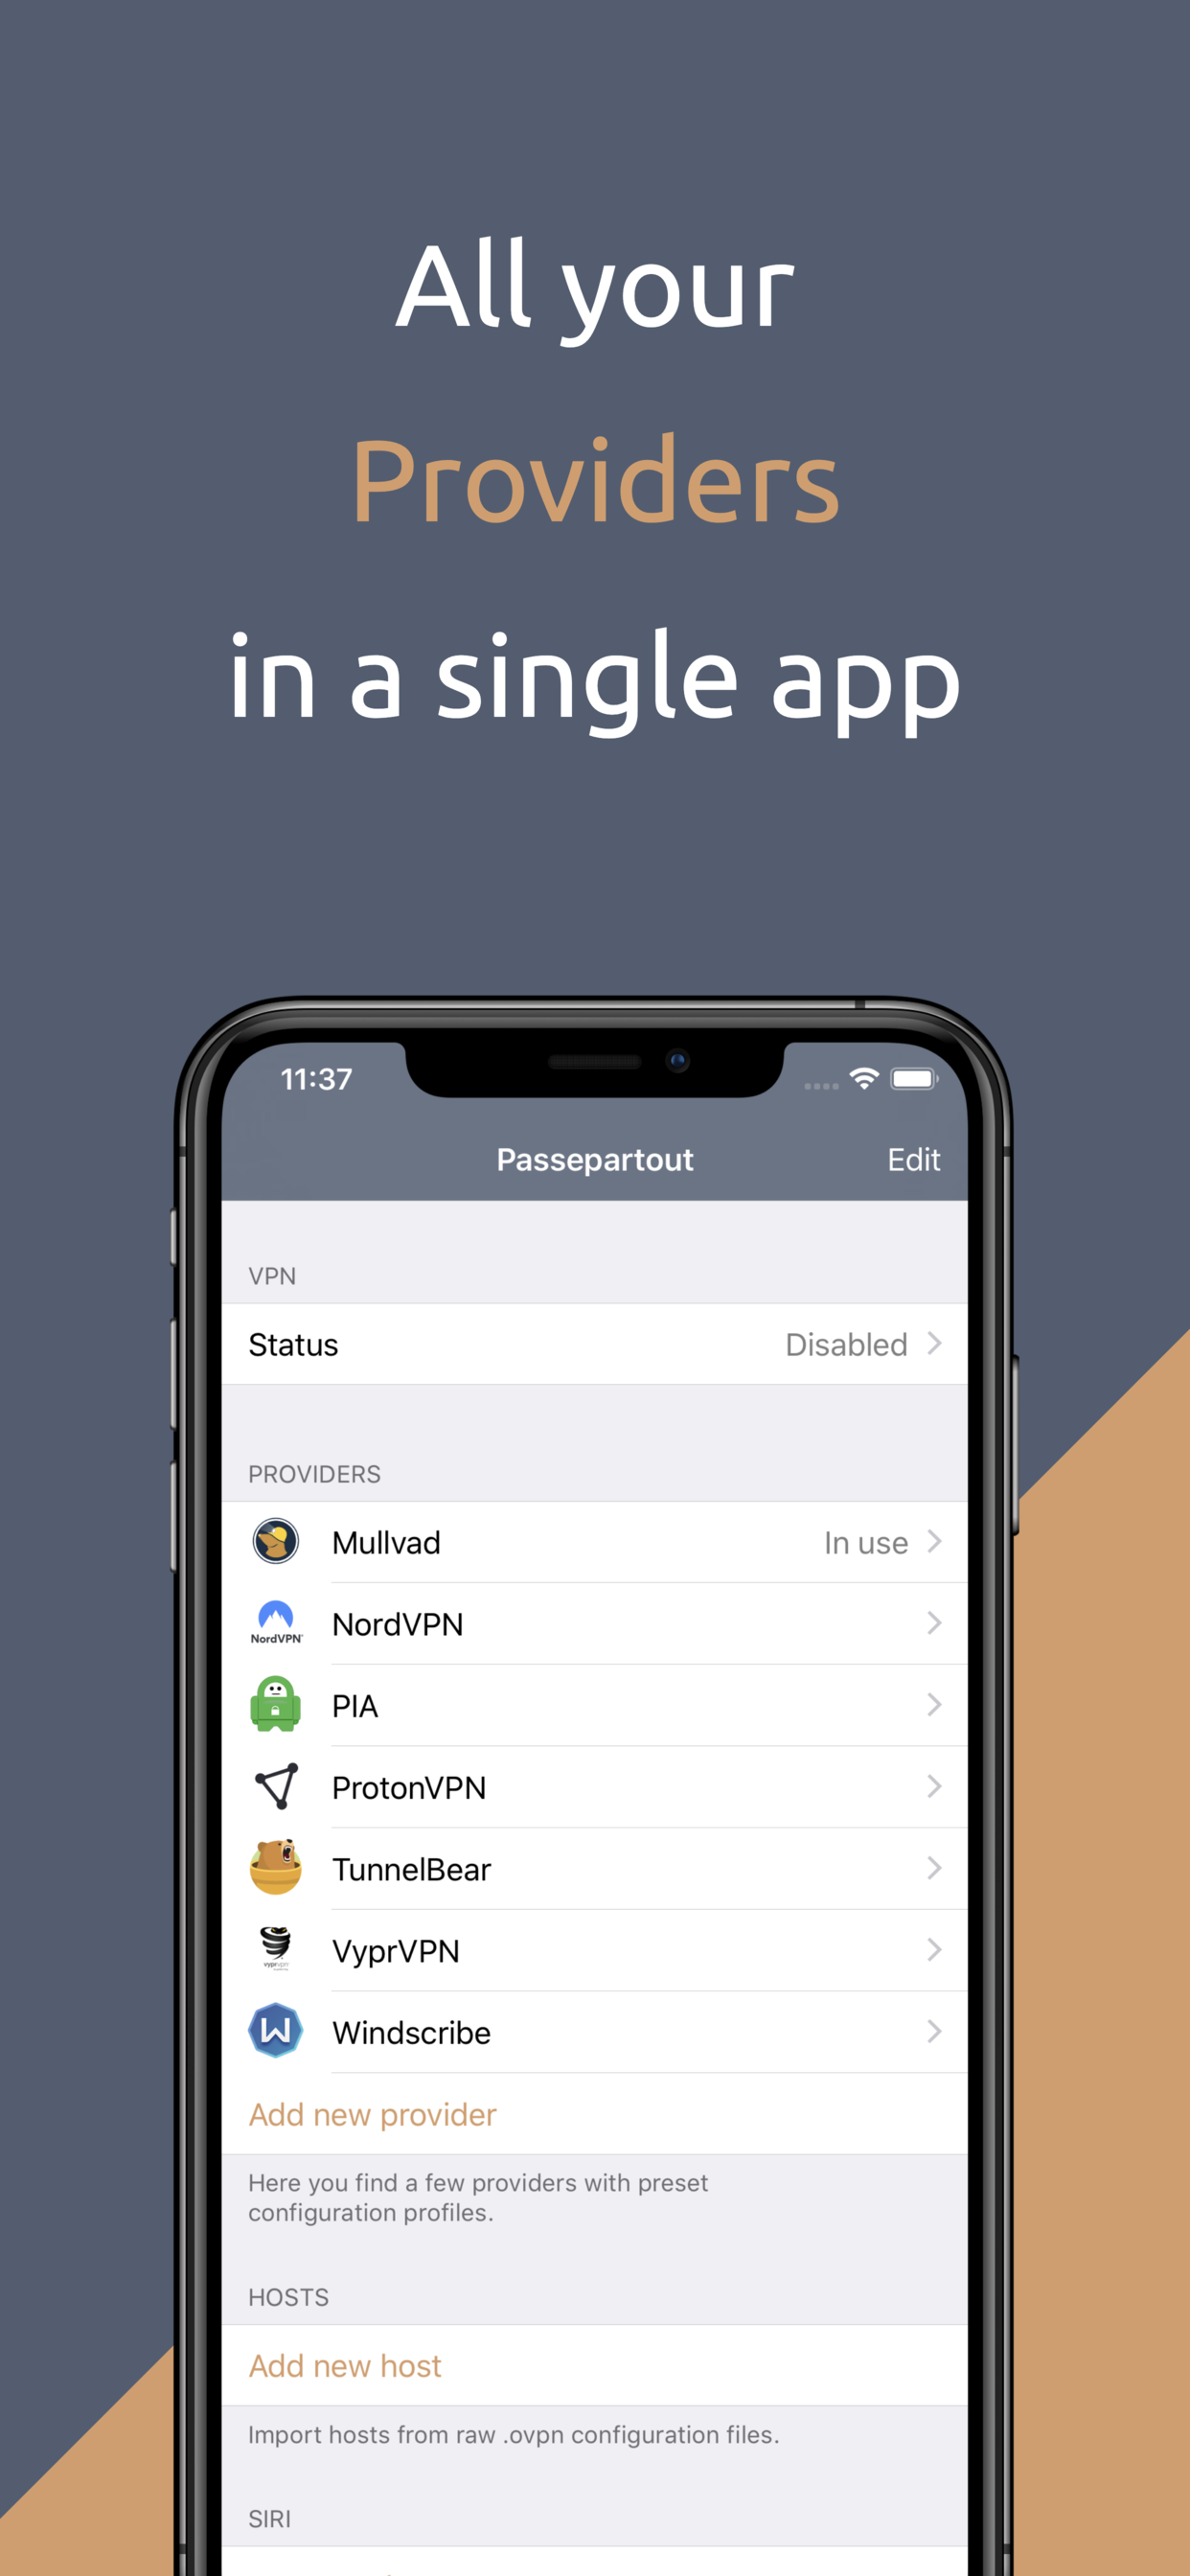 All your
Providers
in a single app
11:37
Passepartout
Edit
VPN
Status
Disabled
PROVIDERS
Mullvad
In use
NordVPN
NordVPN
PIA
ProtonVPN
TunnelBear
vyprvpn
VyprVPN
Windscribe
Add new provider
Here you find a few providers with preset
configuration profiles.
HOSTS
Add new host
Import hosts from raw .ovpn configuration files.
SIRI